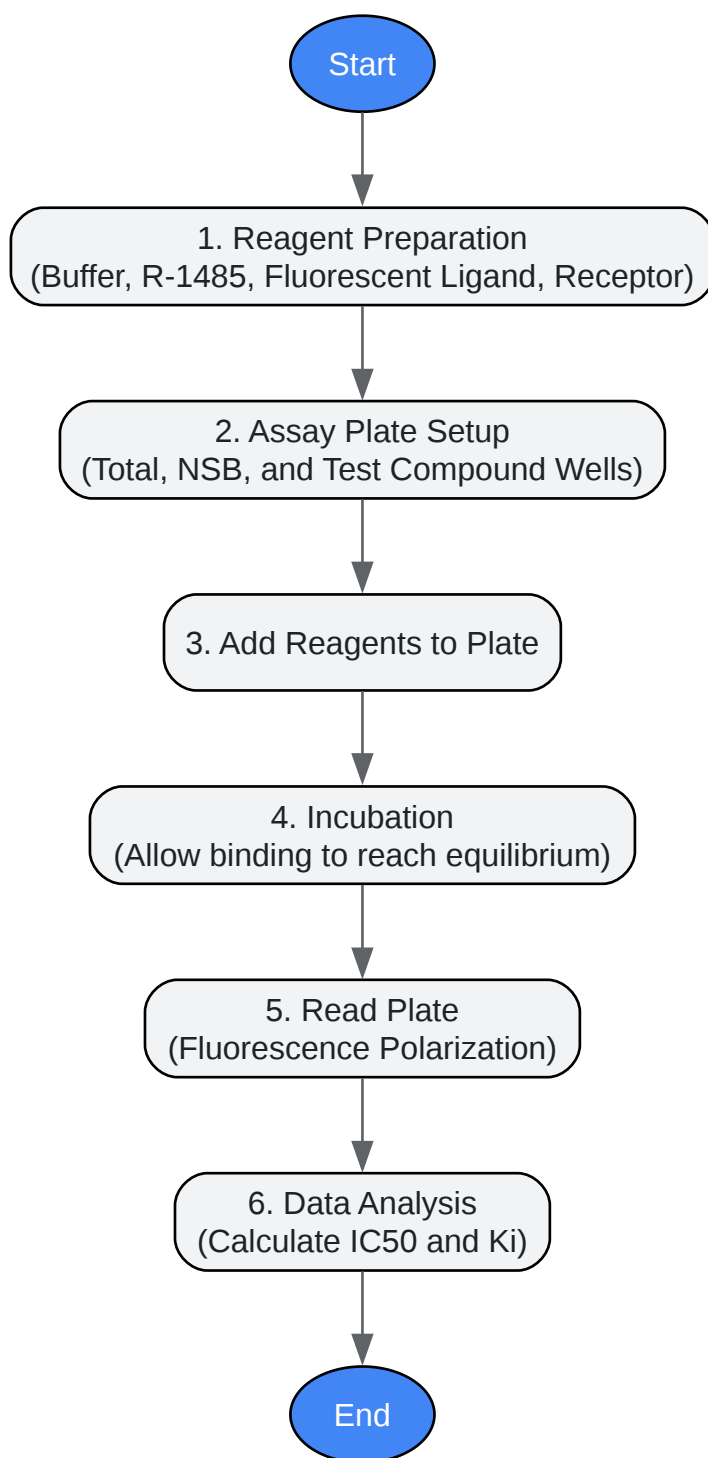 Start
1. Reagent Preparation
(Buffer, R-1485, Fluorescent Ligand, Receptor)
2. Assay Plate Setup
(Total, NSB, and Test Compound Wells)
3. Add Reagents to Plate
4. Incubation
(Allow binding to reach equilibrium)
5. Read Plate
(Fluorescence Polarization)
6. Data Analysis
(Calculate IC50 and Ki)
End